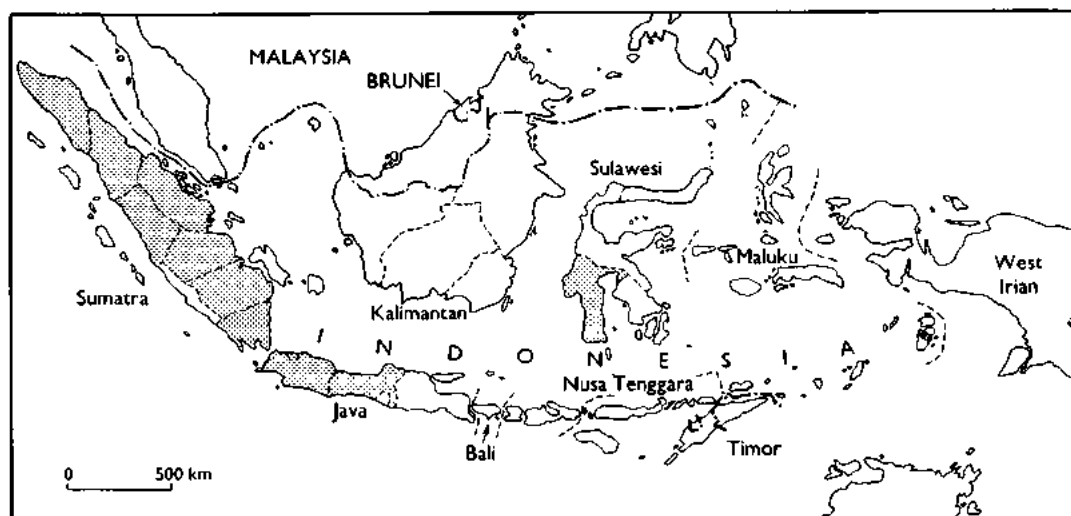 MALAYSIA
BRUNEI
Sulawesi
Maluku
West
Irian
Sumatra
Kalimantan
I N D O N E S I A
Nusa Tenggara
Java
Bali
Timor
0 500 km